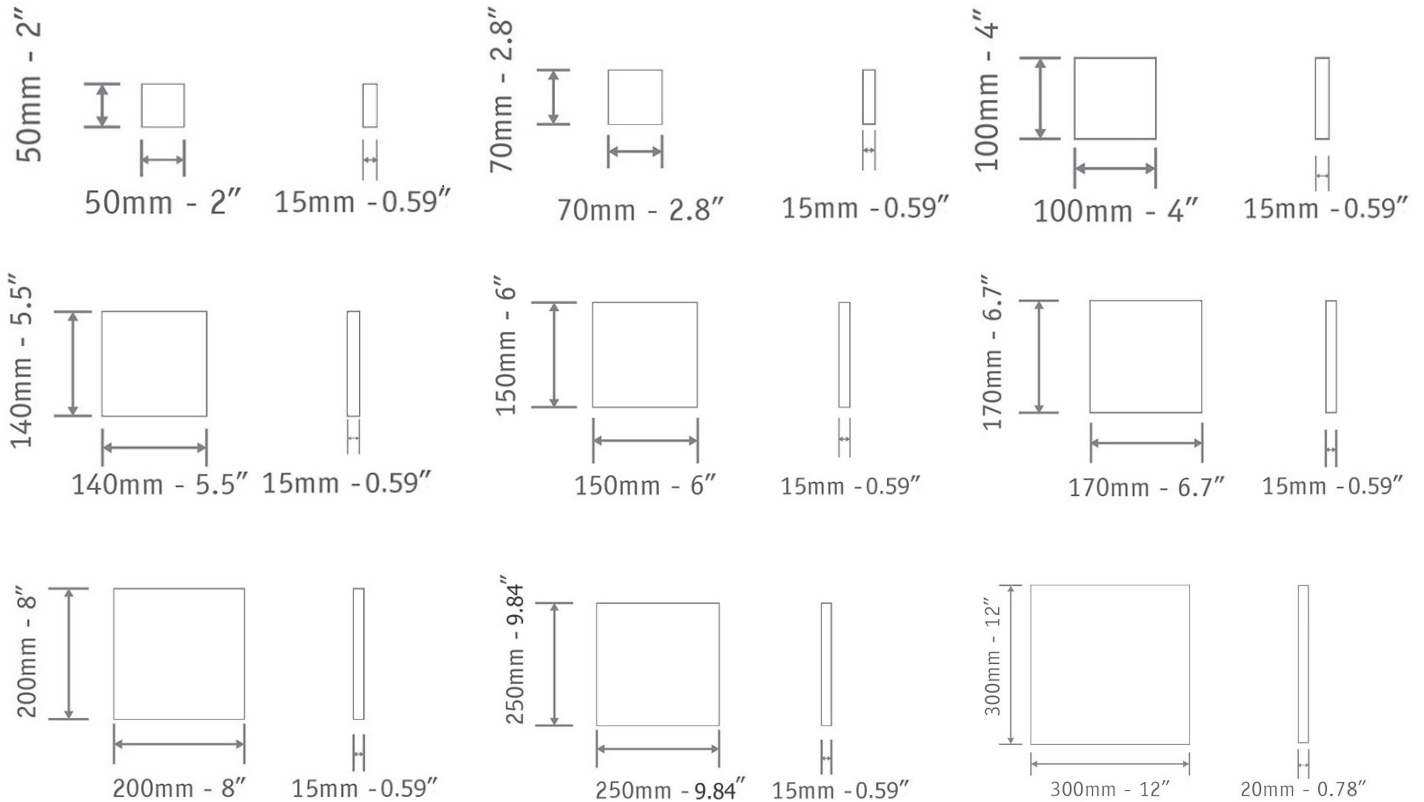 50mm - 2″
50mm - 2″
15mm - 0.59″
70mm - 2.8″
70mm - 2.8″
15mm - 0.59″
100mm - 4″
100mm - 4″
15mm - 0.59″
140mm - 5.5″
140mm - 5.5″
15mm - 0.59″
150mm - 6″
150mm - 6″
15mm - 0.59″
170mm - 6.7″
170mm - 6.7″
15mm - 0.59″
200mm - 8″
200mm - 8″
15mm - 0.59″
250mm - 9.84″
250mm - 9.84″
15mm - 0.59″
300mm - 12″
300mm - 12″
20mm - 0.78″